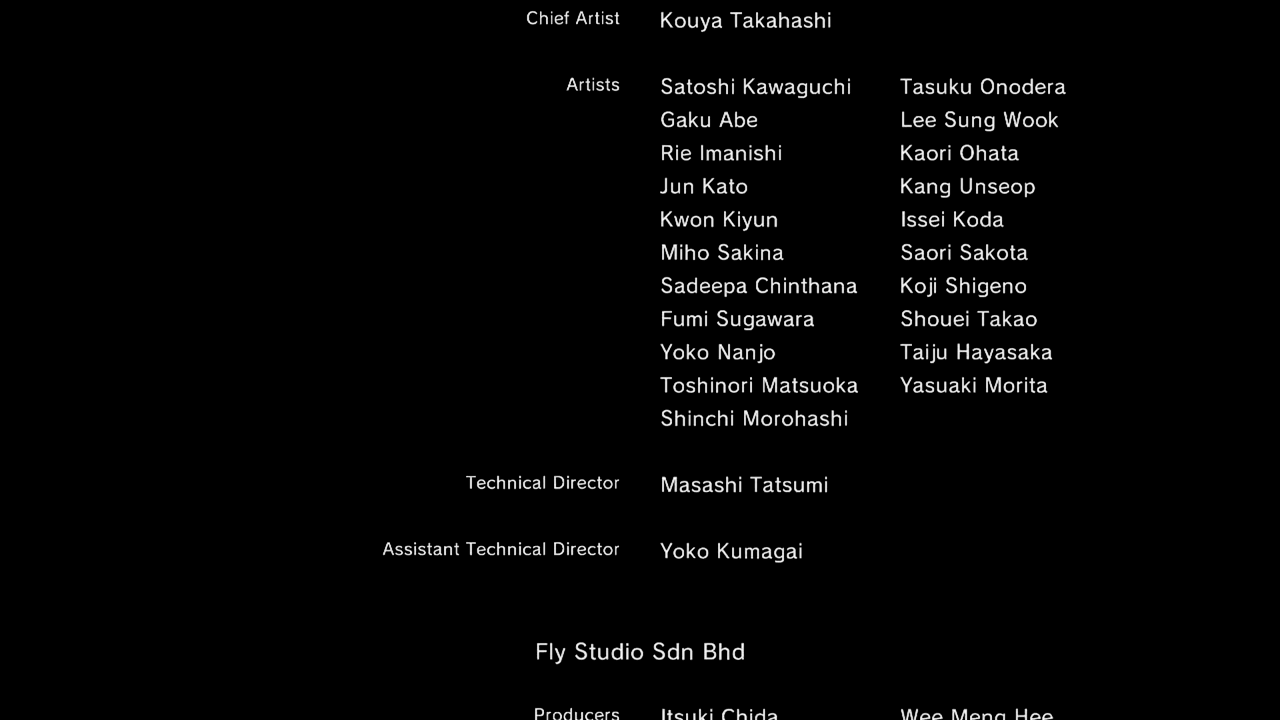 Chief Artist Kouya Takahashi
Artists Satoshi Kawaguchi Tasuku Onodera
Gaku Abe Lee Sung Wook
Rie Imanishi Kaori Ohata
Jun Kato Kang Unseop
Kwon Kiyun Issei Koda
Miho Sakina Saori Sakota
Sadeepa Chinthana Koji Shigeno
Fumi Sugawara Shouei Takao
Yoko Nanjo Taiju Hayasaka
Toshinori Matsuoka Yasuaki Morita
Shinchi Morohashi
Technical Director Masashi Tatsumi
Assistant Technical Director Yoko Kumagai
Fly Studio Sdn Bhd
Producers Itsuki Chida Wee Meng Hee